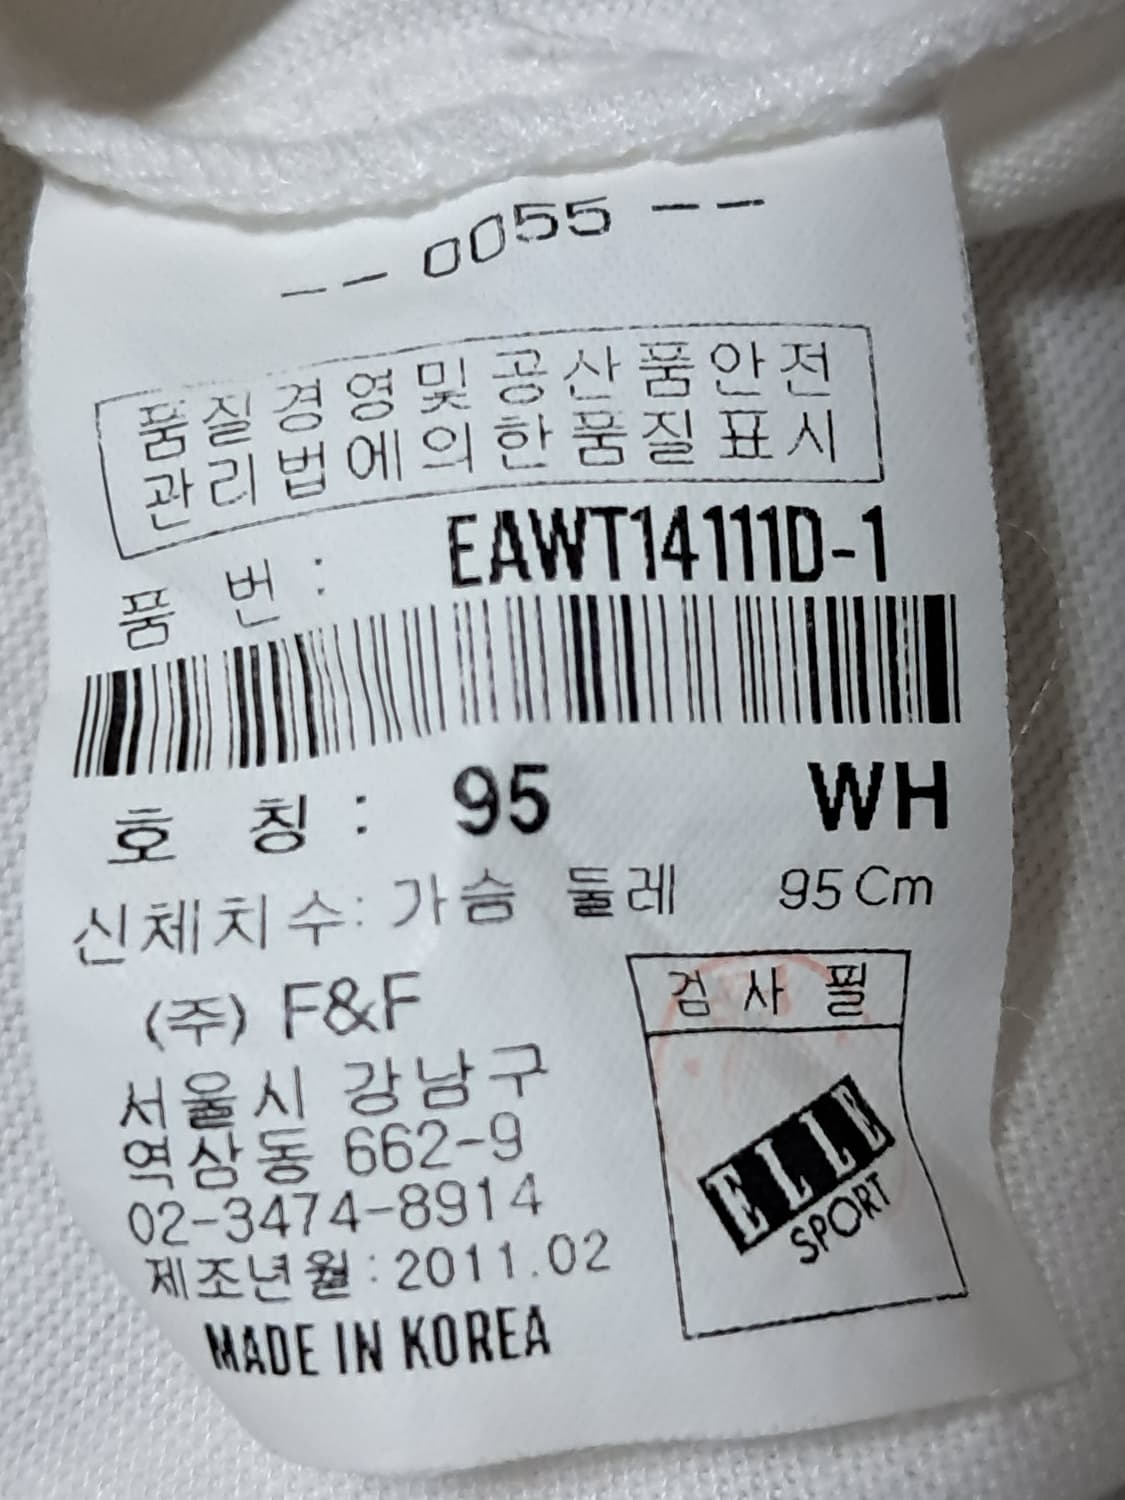 -- 0055 --
품질경영및공산품안전
관리법에의한품질표시
품 번 : EAWT14111D-1
호 칭 : 95 WH
신체치수: 가슴 둘레 95Cm
(주) F&F
서울시 강남구
역삼동 662-9
02-3474-8914
제조년월:2011.02
MADE IN KOREA
검 사 필
ELLE
SPORT